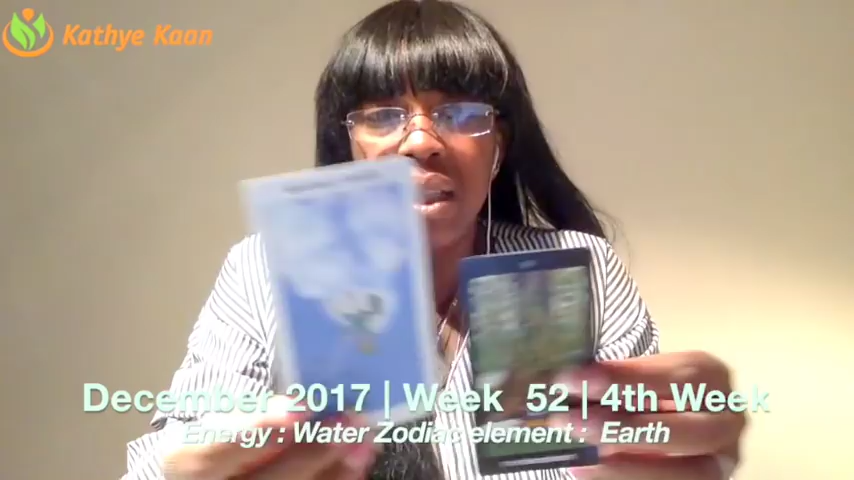 Kathye Kaan
December 2017 | Week 52 | 4th Week
Energy : Water Zodiac element : Earth